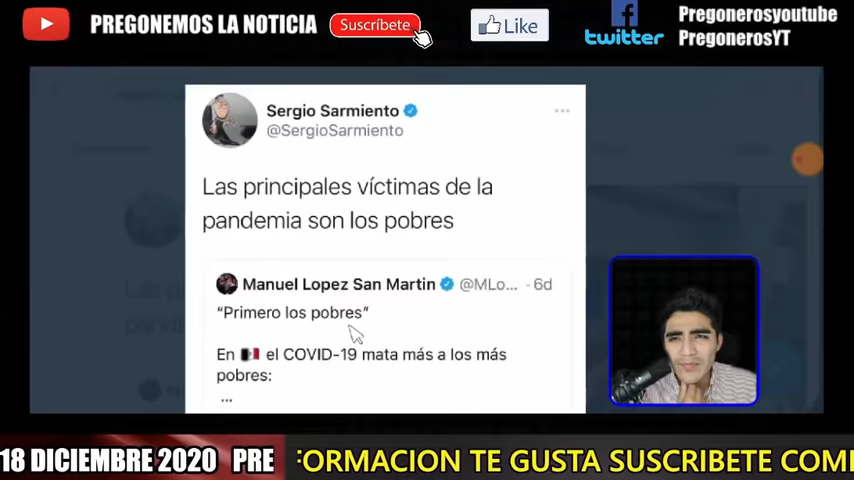 PREGONEMOS LA NOTICIA
Suscríbete
Like
twitter
Pregonerosyoutube
PregonerosYT
Sergio Sarmiento
@SergioSarmiento
Las principales víctimas de la
pandemia son los pobres
Manuel Lopez San Martin @MLo... · 6d
“Primero los pobres”
En 🇲🇽 el COVID-19 mata más a los más
pobres:
...
18 DICIEMBRE 2020 PRE
FORMACION TE GUSTA SUSCRIBETE COM